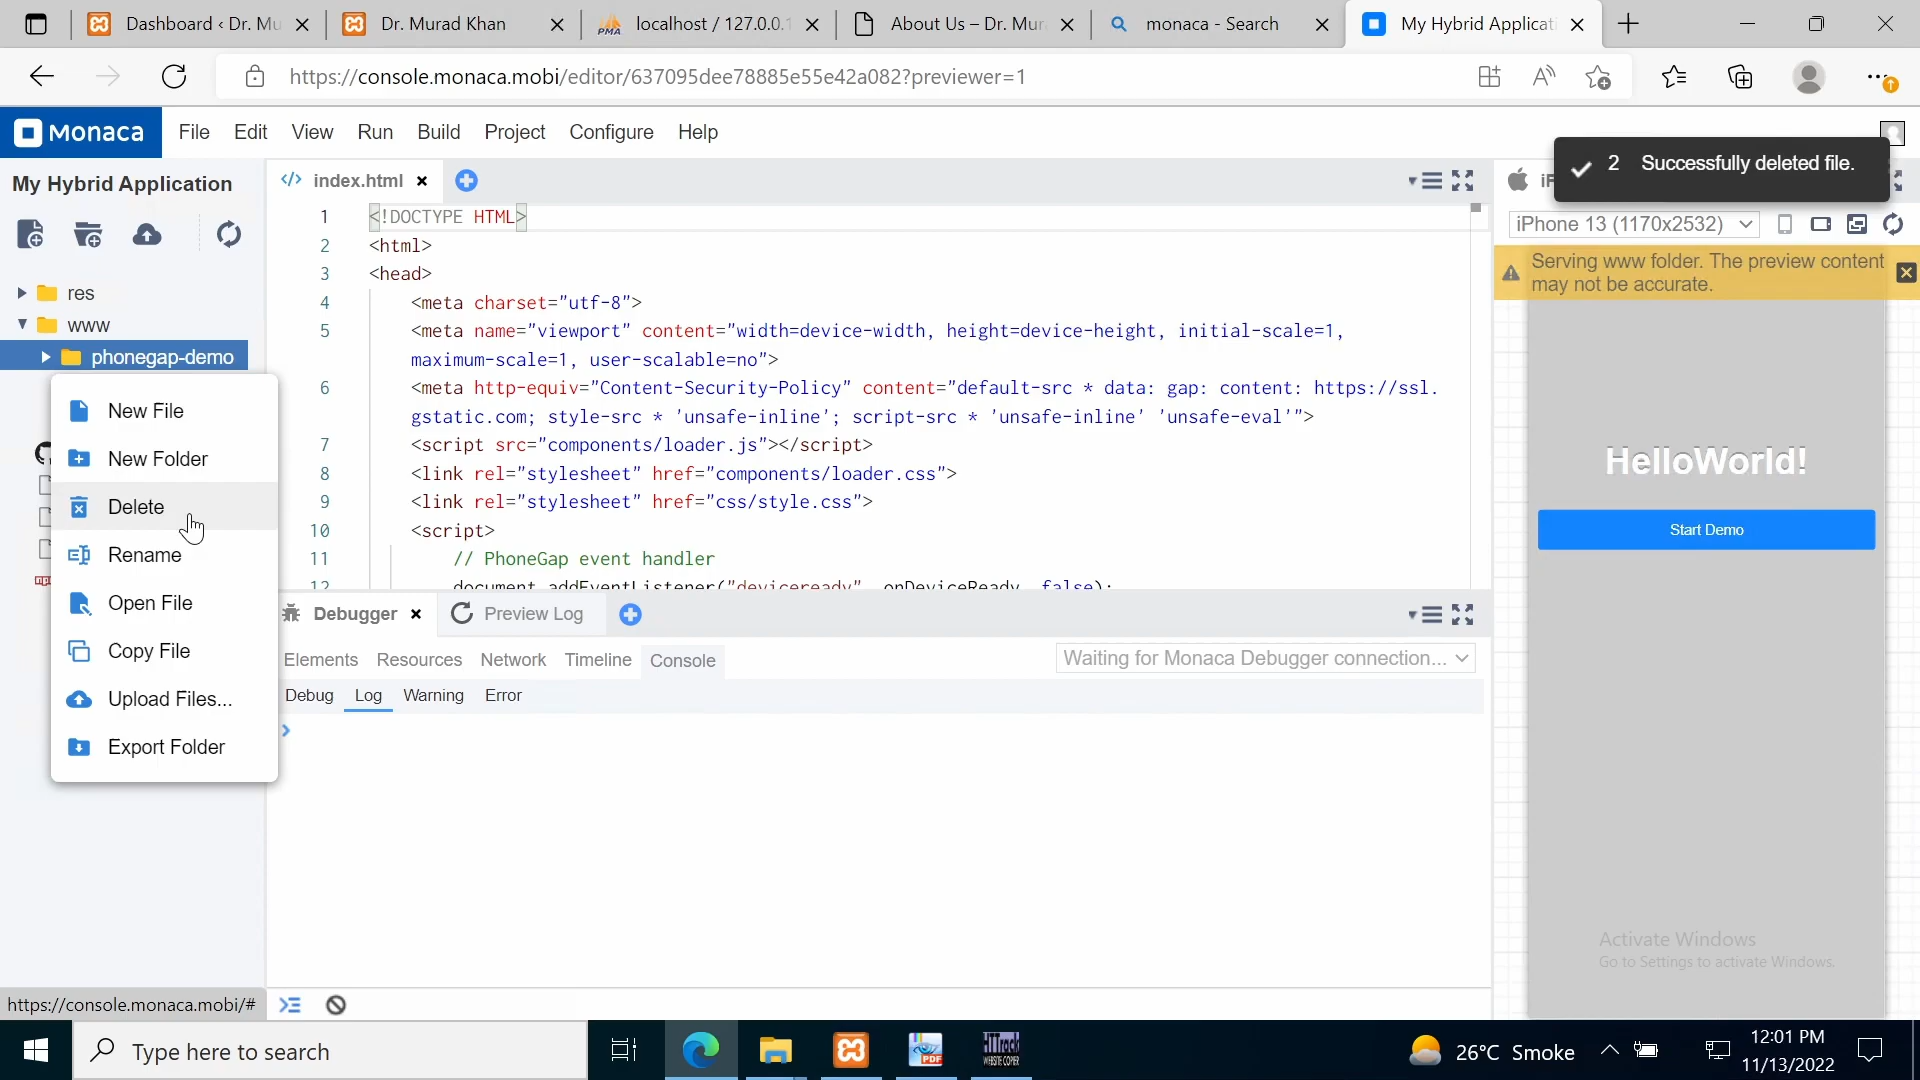 Dashboard ‹ Dr. Mu
Dr. Murad Khan
localhost / 127.0.0.1
About Us – Dr. Mur
monaca - Search
My Hybrid Applicati
https://console.monaca.mobi/editor/637095dee78885e55e42a082?previewer=1
Monaca
File
Edit
View
Run
Build
Project
Configure
Help
2 Successfully deleted file.
My Hybrid Application
index.html
iPhone 13 (1170x2532)
Serving www folder. The preview content
may not be accurate.
res
www
phonegap-demo
New File
New Folder
Delete
Rename
Open File
Copy File
Upload Files...
Export Folder
1 <!DOCTYPE HTML>
2 <html>
3 <head>
4 <meta charset="utf-8">
5 <meta name="viewport" content="width=device-width, height=device-height, initial-scale=1,
maximum-scale=1, user-scalable=no">
6 <meta http-equiv="Content-Security-Policy" content="default-src * data: gap: content: https://ssl.
gstatic.com; style-src * 'unsafe-inline'; script-src * 'unsafe-inline' 'unsafe-eval'">
7 <script src="components/loader.js"></script>
8 <link rel="stylesheet" href="components/loader.css">
9 <link rel="stylesheet" href="css/style.css">
10 <script>
11 // PhoneGap event handler
12 document.addEventListener("deviceready", onDeviceReady, false);
HelloWorld!
Start Demo
Debugger
Preview Log
Elements
Resources
Network
Timeline
Console
Waiting for Monaca Debugger connection...
Debug
Log
Warning
Error
Activate Windows
Go to Settings to activate Windows.
https://console.monaca.mobi/#
Type here to search
26°C Smoke
12:01 PM
11/13/2022